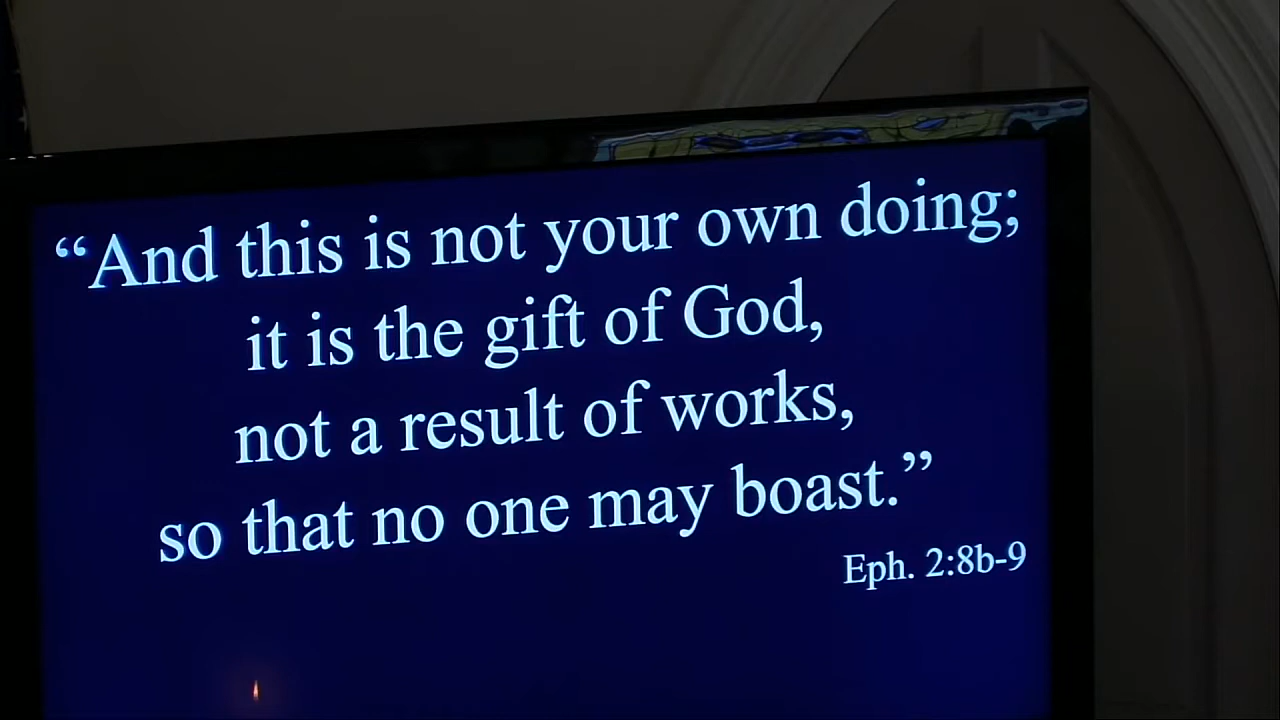 “And this is not your own doing;
it is the gift of God,
not a result of works,
so that no one may boast.”
Eph. 2:8b-9